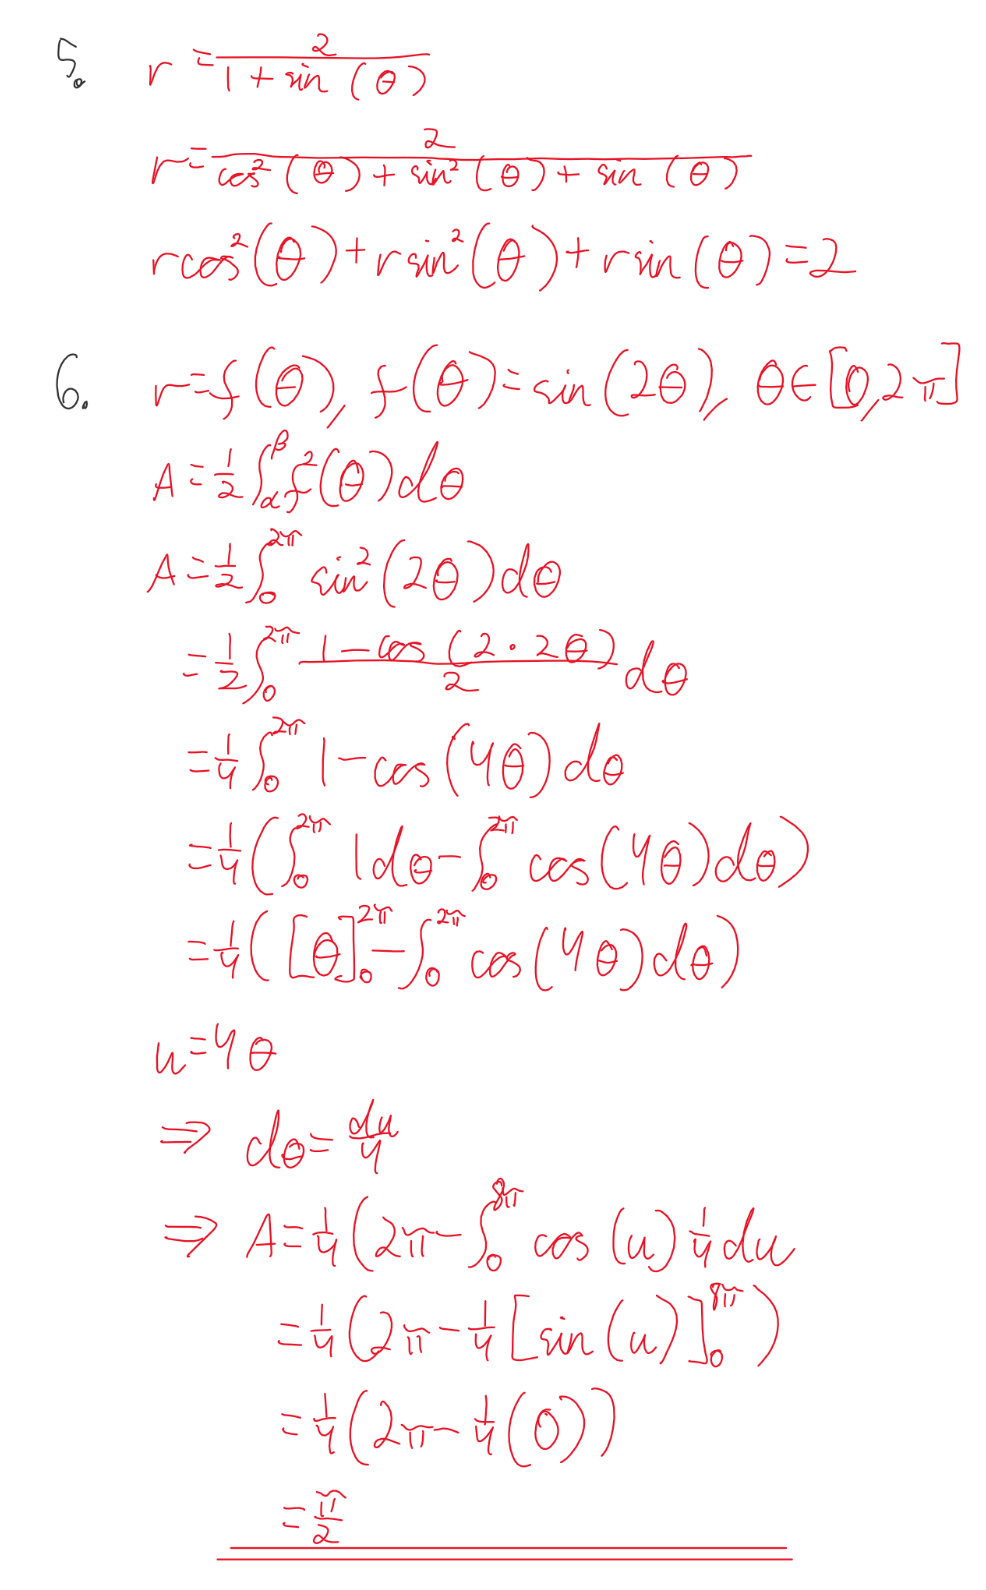 5. r = 2/(1 + sin (θ))
r = 2/(cos² (θ) + sin² (θ) + sin (θ))
rcos²(θ) + rsin²(θ) + rsin(θ) = 2
6. r = f(θ), f(θ) = sin(2θ), θ ∈ [0, 2π]
A = 1/2 ∫_α^β f²(θ)dθ
A = 1/2 ∫_0^2π sin²(2θ)dθ
= 1/2 ∫_0^2π (1 - cos (2 · 2θ))/2 dθ
= 1/4 ∫_0^2π 1 - cos(4θ)dθ
= 1/4 (∫_0^2π 1dθ - ∫_0^2π cos(4θ)dθ)
= 1/4 ([θ]_0^2π - ∫_0^2π cos(4θ)dθ)
u = 4θ
⇒ dθ = du/4
⇒ A = 1/4 (2π - ∫_0^8π cos(u) 1/4 du
= 1/4 (2π - 1/4 [sin(u)]_0^8π)
= 1/4 (2π - 1/4 (0))
= π/2